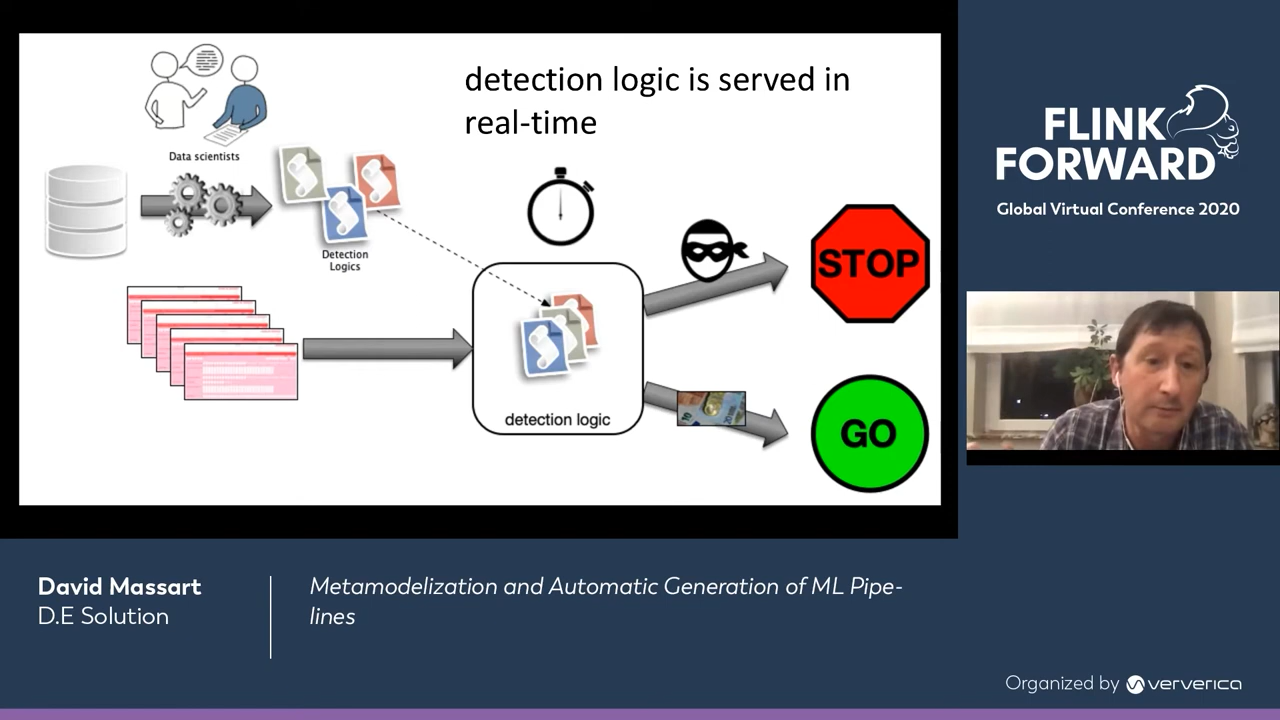 detection logic is served in
real-time
Data scientists
Detection
Logics
detection logic
STOP
GO
FLINK
FORWARD
Global Virtual Conference 2020
David Massart
D.E Solution
Metamodelization and Automatic Generation of ML Pipe-
lines
Organized by ververica